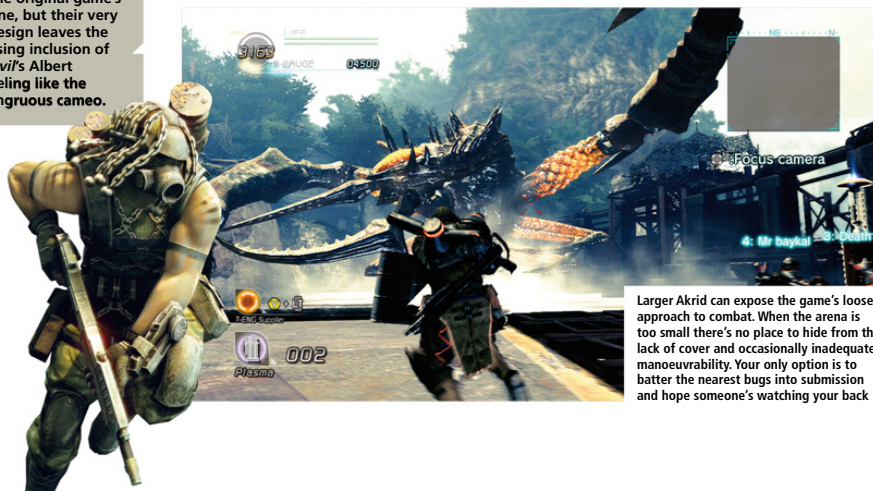 ne, but their very
esign leaves the
sing inclusion of
vil's Albert
eling like the
ngruous cameo.
3163
LIFE
04500
NE
N
Focus camera
4: Mr baykal
3: Death
T-ENG Supplier
Plasma
002
Larger Akrid can expose the game's loose
approach to combat. When the arena is
too small there's no place to hide from th
lack of cover and occasionally inadequate
manoeuvrability. Your only option is to
batter the nearest bugs into submission
and hope someone's watching your back